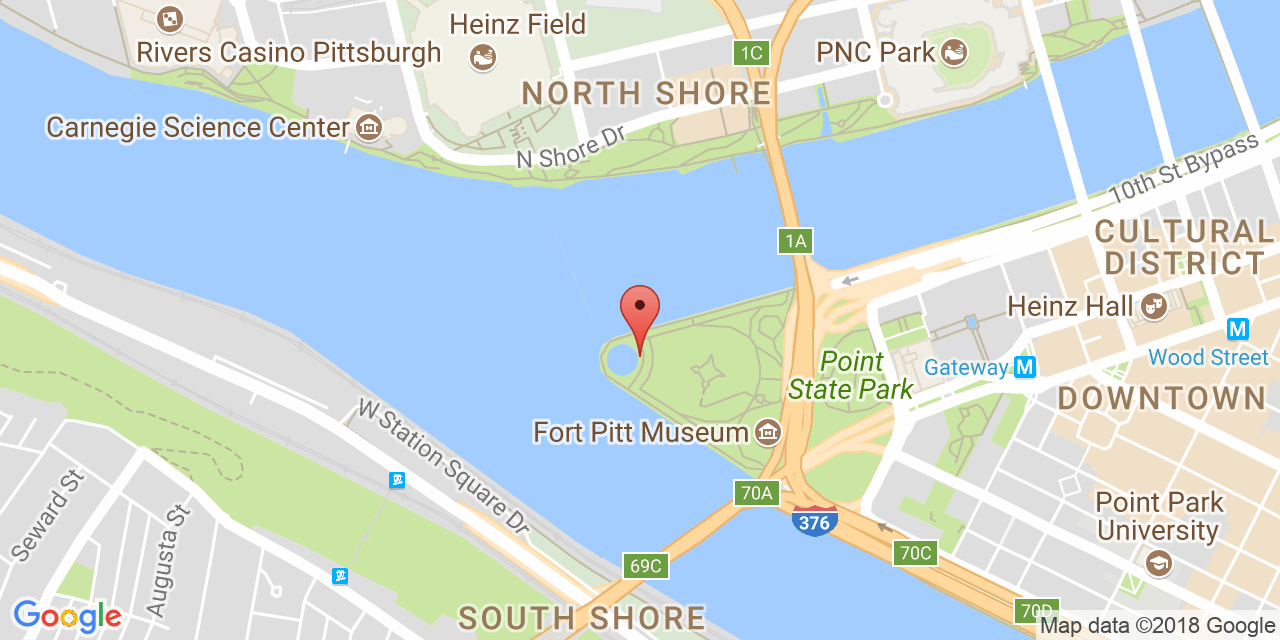 Heinz Field
Rivers Casino Pittsburgh
1C
PNC Park
NORTH SHORE
Carnegie Science Center
N Shore Dr
10th St Bypass
1A
CULTURAL
DISTRICT
Heinz Hall
Point
State Park
Gateway
M
M
Wood Street
DOWNTOWN
Fort Pitt Museum
W Station Square Dr
Seward St
Augusta St
70A
376
Point Park
University
70C
69C
70D
SOUTH SHORE
Google
Map data ©2018 Google